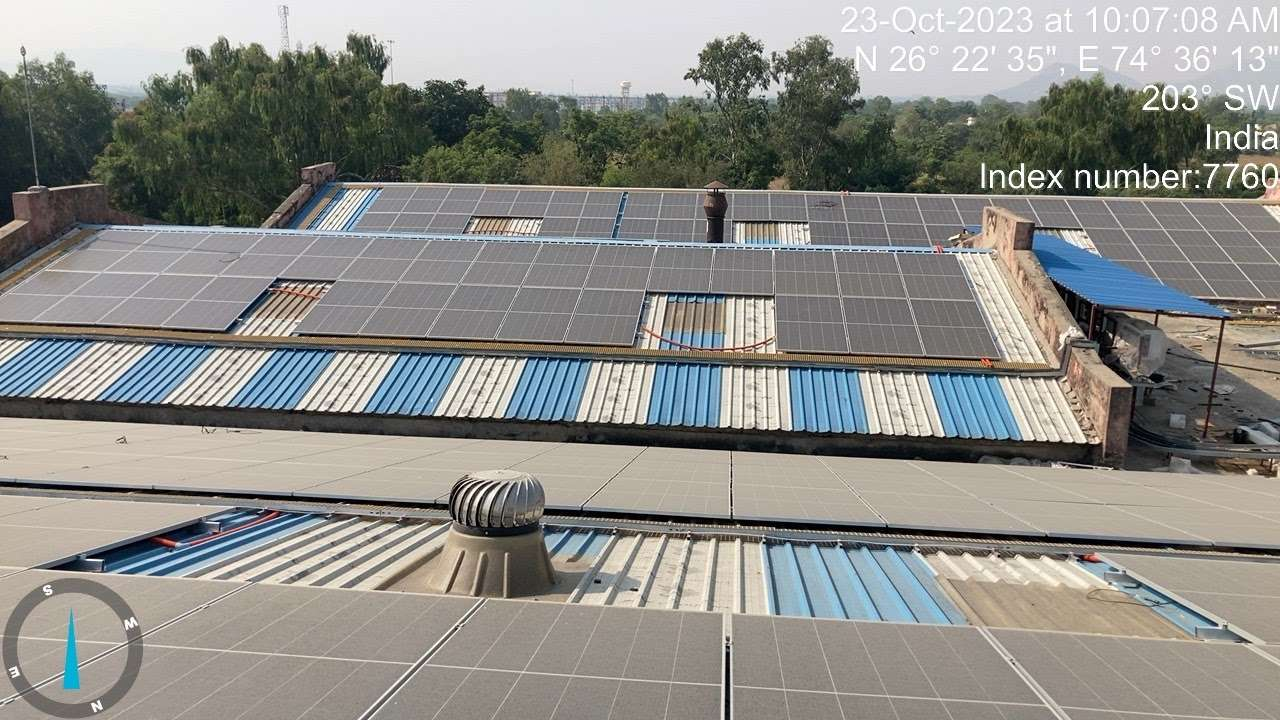 23-Oct-2023 at 10:07:08 AM
N 26° 22' 35", E 74° 36' 13"
203° SW
India
Index number:7760
S
W
E
N